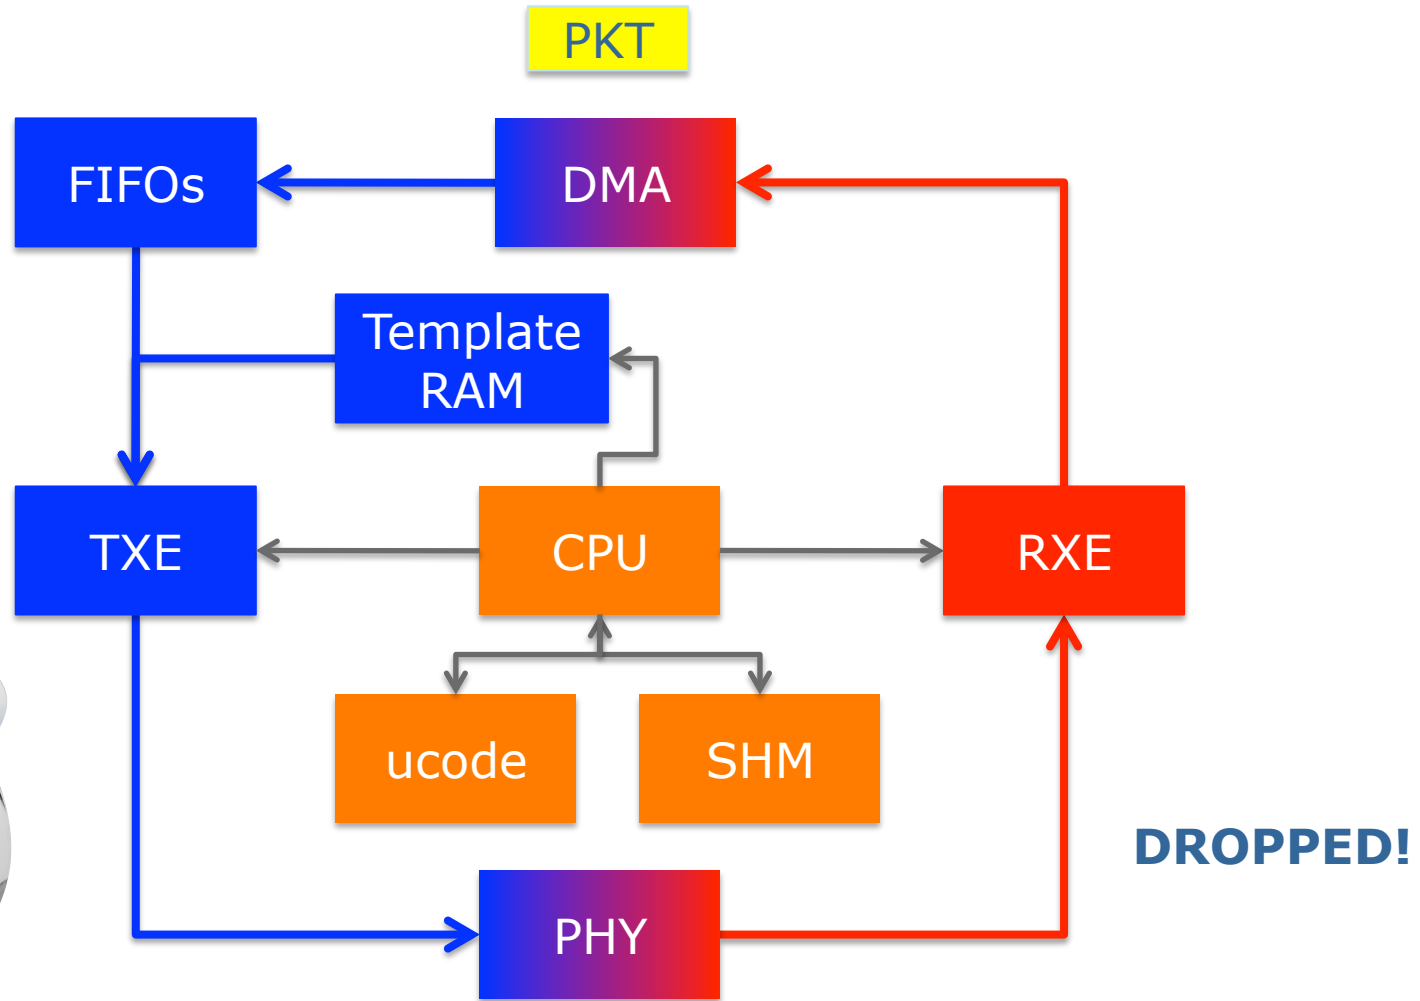 PKT
FIFOs
DMA
Template
RAM
TXE
CPU
RXE
ucode
SHM
DROPPED!
PHY